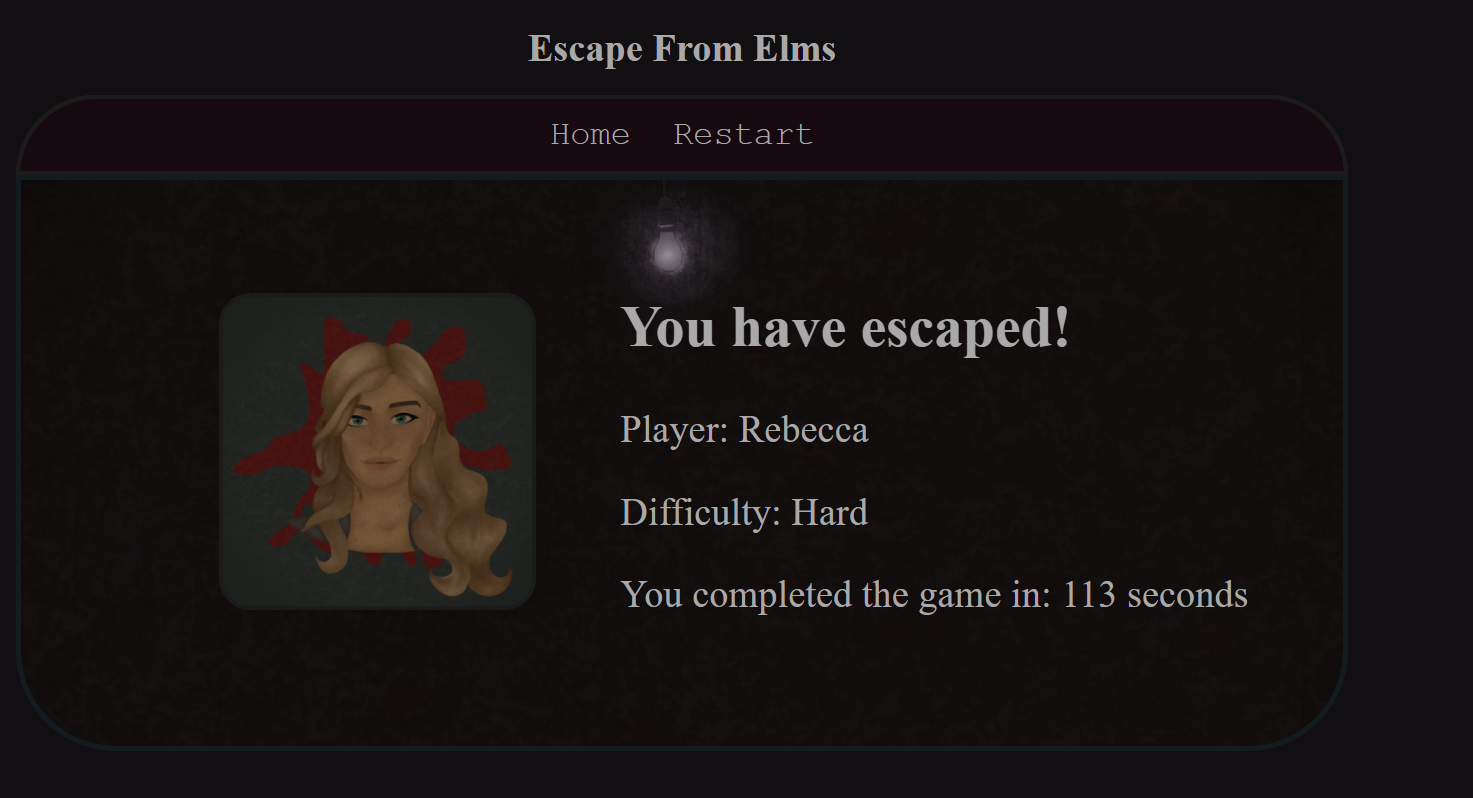 Escape From Elms
Home Restart
You have escaped!
Player: Rebecca
Difficulty: Hard
You completed the game in: 113 seconds